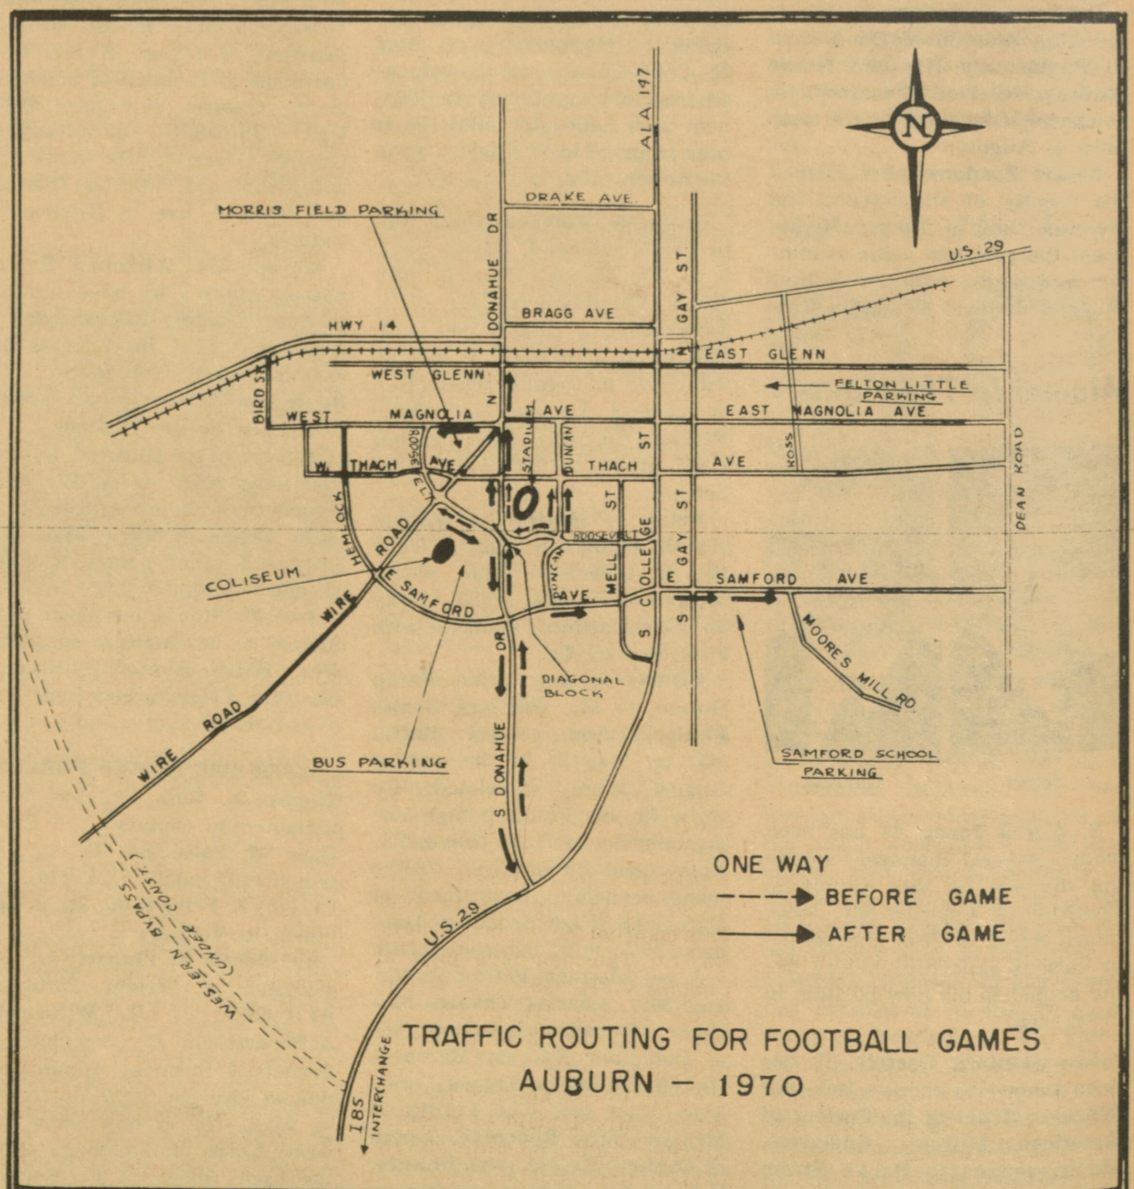 ALA 147
N
DRAKE AVE.
MORRIS FIELD PARKING
N DONAHUE DR
N GAY ST
U.S. 29
BRAGG AVE
HWY 14
EAST GLENN
WEST GLENN
FELTON LITTLE
PARKING
BIRD ST
WEST MAGNOLIA AVE
EAST MAGNOLIA AVE
STADIUM
ROOSEVELT
DUNCAN
W. THACH AVE
THACH AVE
ROSS
DEAN ROAD
HEMLOCK
MELL ST
S COLLEGE ST
S GAY ST
ROOSEVELT
DUNCAN
COLISEUM
WIRE ROAD
E SAMFORD AVE.
E SAMFORD AVE.
MOORES MILL RD.
DIAGONAL
BLOCK
S DONAHUE DR
WIRE ROAD
BUS PARKING
SAMFORD SCHOOL
PARKING
WESTERN BYPASS
(UNDER CONST.)
U.S. 29
ONE WAY
BEFORE GAME
AFTER GAME
TRAFFIC ROUTING FOR FOOTBALL GAMES
AUBURN — 1970
I 85
INTERCHANGE